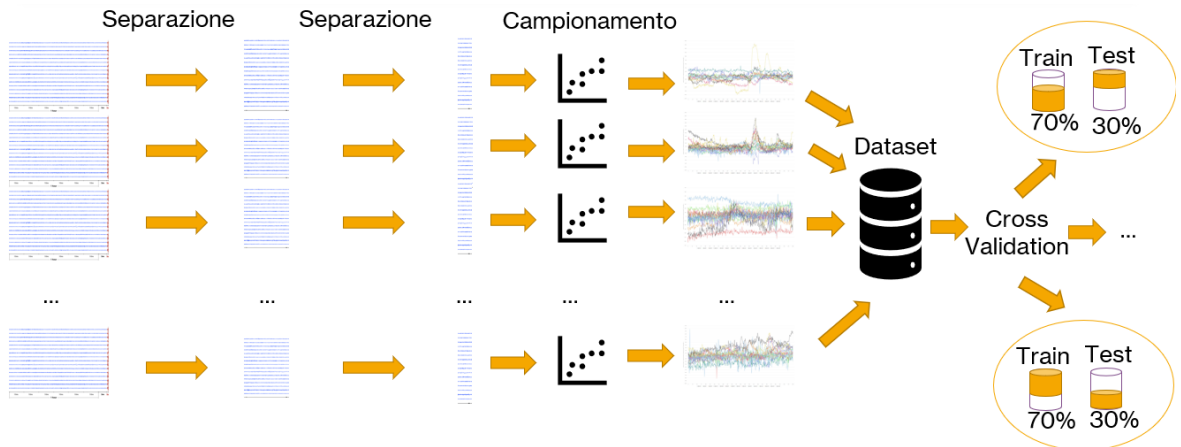 Separazione
Separazione
Campionamento
Train
Test
70%
30%
Dataset
Cross
Validation
...
...
...
...
...
...
Train
Test
70%
30%